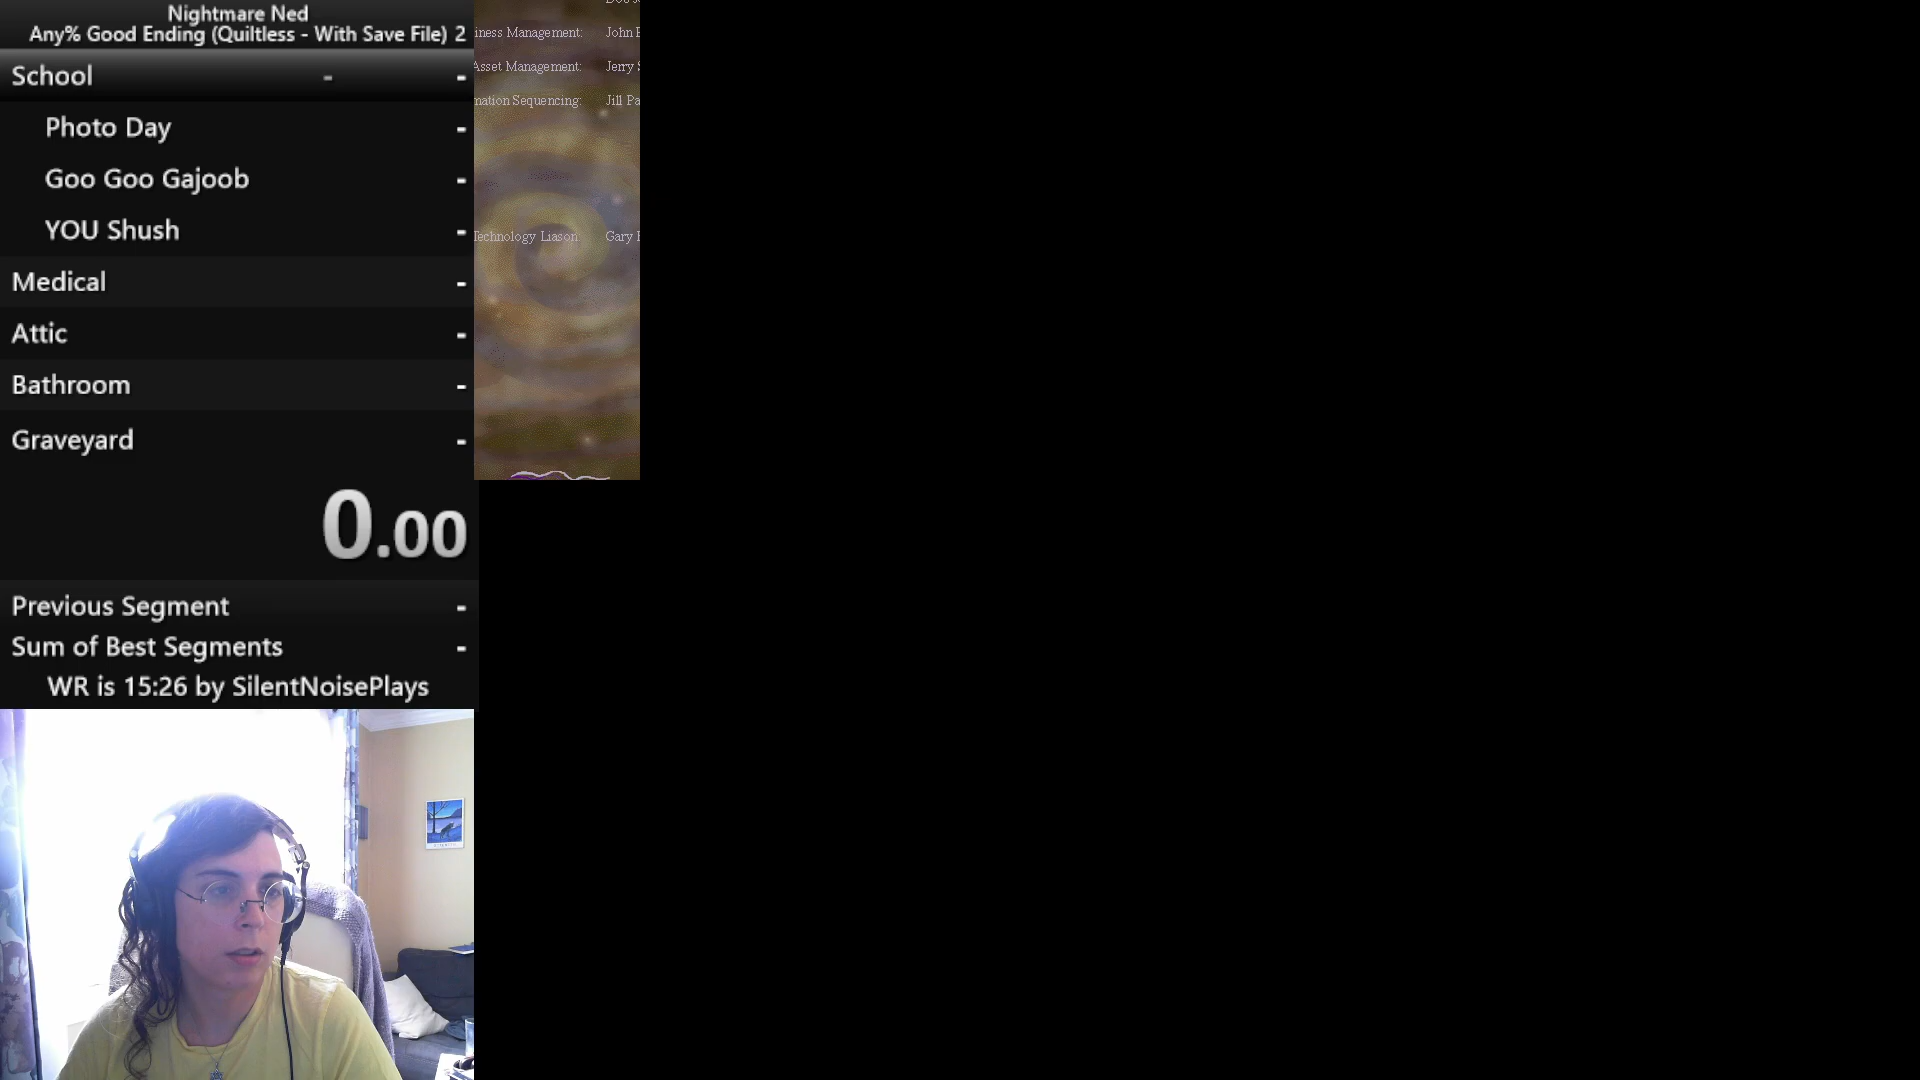 Nightmare Ned
Any% Good Ending (Quiltless - With Save File) 2
School - -
Photo Day -
Goo Goo Gajoob -
YOU Shush -
Medical -
Attic -
Bathroom -
Graveyard -
0.00
Previous Segment -
Sum of Best Segments -
WR is 15:26 by SilentNoisePlays
iness Management: John
Asset Management: Jerry
mation Sequencing: Jill Pa
Technology Liason: Gary